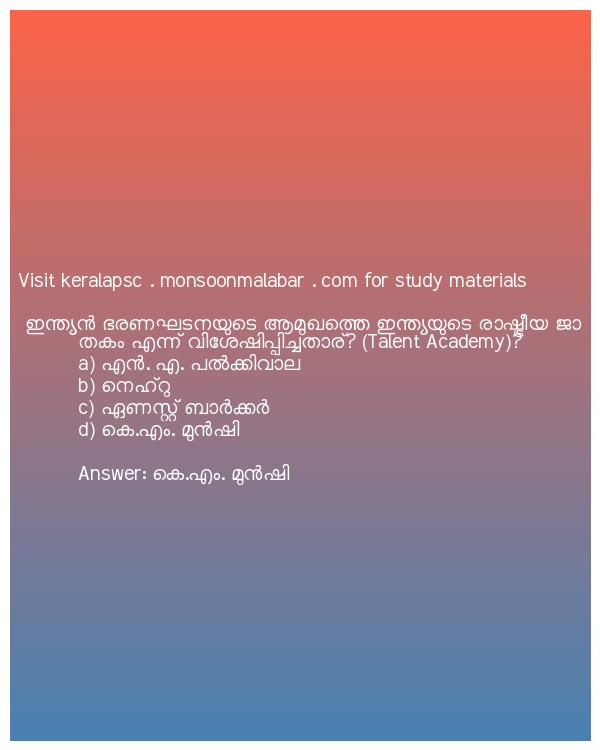 Visit keralapsc . monsoonmalabar . com for study materials
ഇന്ത്യൻ ഭരണഘടനയുടെ ആമുഖത്തെ ഇന്ത്യയുടെ രാഷ്ട്രീയ ജാ
തകം എന്ന് വിശേഷിപ്പിച്ചതാര്? (Talent Academy)?
a) എൻ. എ. പൽക്കിവാല
b) നെഹ്റു
c) ഏണസ്റ്റ് ബാർക്കർ
d) കെ.എം. മുൻഷി
Answer: കെ.എം. മുൻഷി